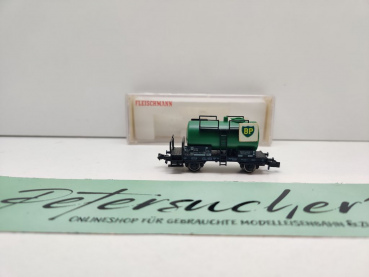 FLEISCHMANN
BP
Petersucher
ONLINESHOP FÜR GEBRAUCHTE MODELLEISENBAHN